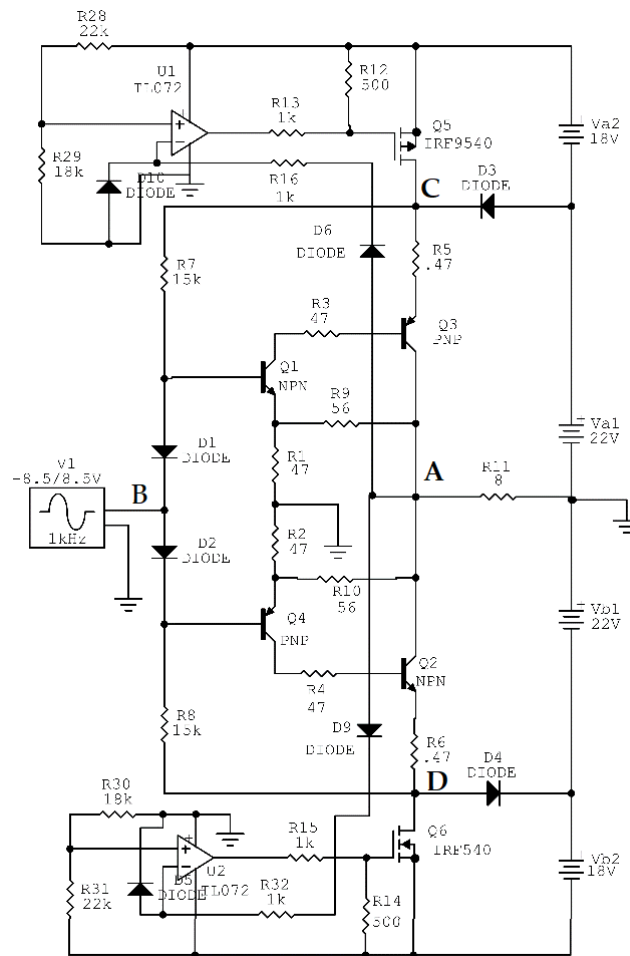 R28
22k
U1
TL072
R12
500
R13
1k
Q5
IRF9540
Va2
18V
R29
18k
D10
DIODE
R16
1k
C
D3
DIODE
D6
DIODE
R7
15k
R5
.47
R3
47
Q3
PNP
Q1
NPN
R9
56
Va1
22V
D1
DIODE
R1
47
V1
-8.5/8.5V
1kHz
B
A
R11
8
D2
DIODE
R2
47
R10
56
Q4
PNP
Q2
NPN
R4
47
Vb1
22V
R8
15k
D9
DIODE
R6
.47
D
D4
DIODE
R30
18k
R15
1k
Q6
IRF540
U2
TL072
D5
DIODE
R32
1k
R31
22k
R14
500
Vb2
18V